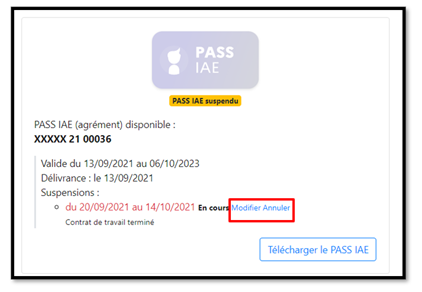 PASS
IAE
PASS IAE suspendu
PASS IAE (agrément) disponible :
XXXXX 21 00036
Valide du 13/09/2021 au 06/10/2023
Délivrance : le 13/09/2021
Suspensions :
du 20/09/2021 au 14/10/2021 En cours Modifier Annuler
Contrat de travail terminé
Télécharger le PASS IAE